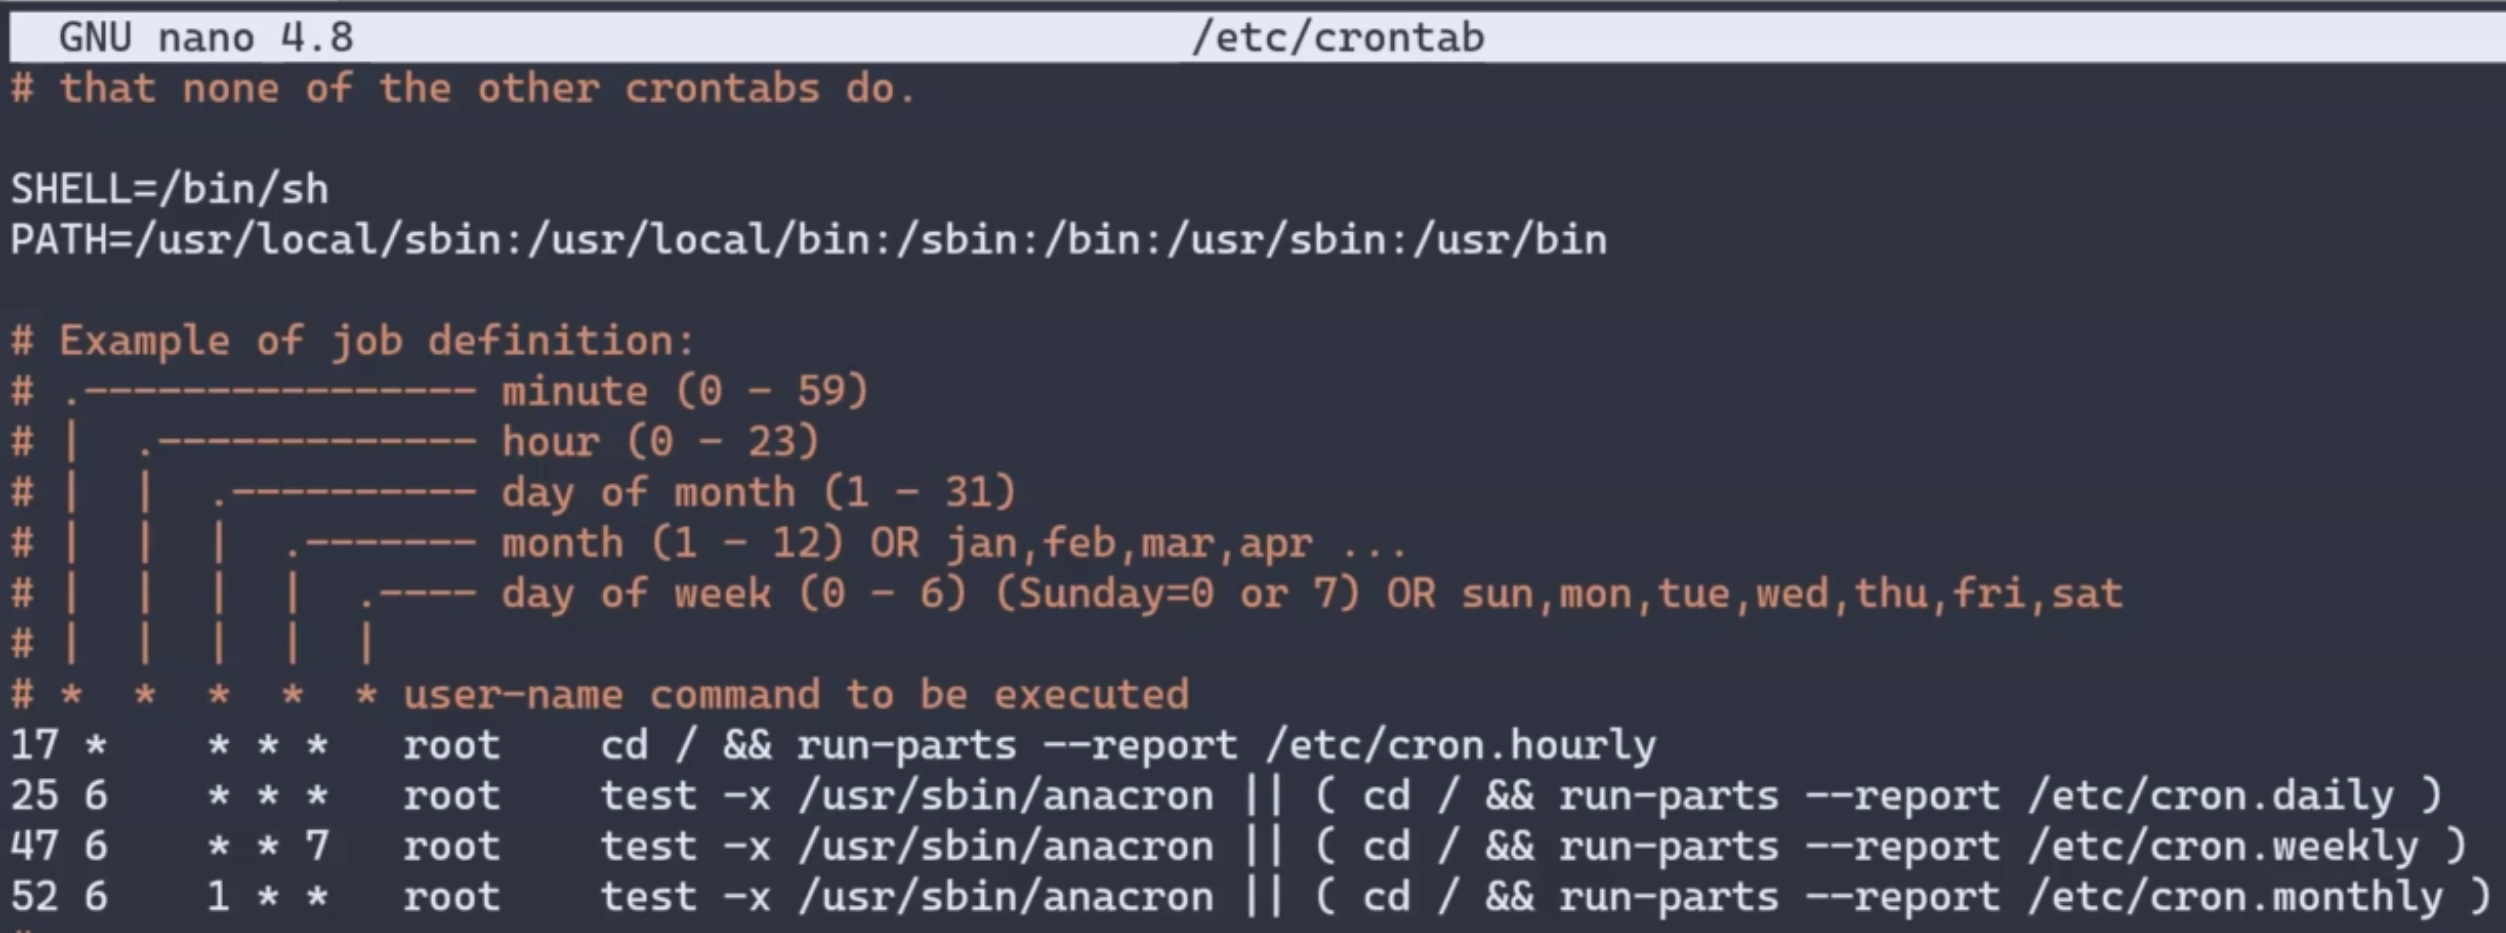 GNU nano 4.8 /etc/crontab
# that none of the other crontabs do.
SHELL=/bin/sh
PATH=/usr/local/sbin:/usr/local/bin:/sbin:/bin:/usr/sbin:/usr/bin
# Example of job definition:
# .---------------- minute (0 - 59)
# |  .------------- hour (0 - 23)
# |  |  .---------- day of month (1 - 31)
# |  |  |  .------- month (1 - 12) OR jan,feb,mar,apr ...
# |  |  |  |  .---- day of week (0 - 6) (Sunday=0 or 7) OR sun,mon,tue,wed,thu,fri,sat
# |  |  |  |  |
# *  *  *  *  * user-name command to be executed
17 *    * * *   root    cd / && run-parts --report /etc/cron.hourly
25 6    * * *   root    test -x /usr/sbin/anacron || ( cd / && run-parts --report /etc/cron.daily )
47 6    * * 7   root    test -x /usr/sbin/anacron || ( cd / && run-parts --report /etc/cron.weekly )
52 6    1 * *   root    test -x /usr/sbin/anacron || ( cd / && run-parts --report /etc/cron.monthly )
#